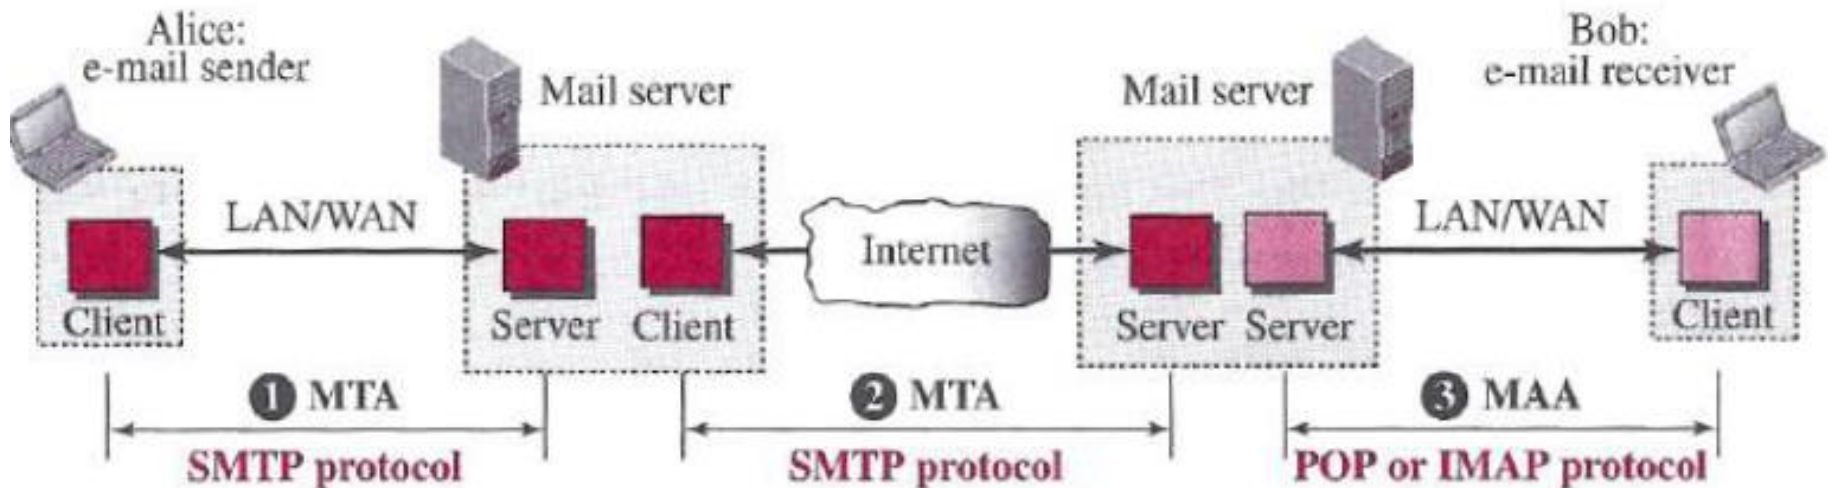 Alice:
e-mail sender
Mail server
Mail server
Bob:
e-mail receiver
LAN/WAN
Internet
LAN/WAN
Client
Server
Client
Server
Server
Client
1 MTA
2 MTA
3 MAA
SMTP protocol
SMTP protocol
POP or IMAP protocol